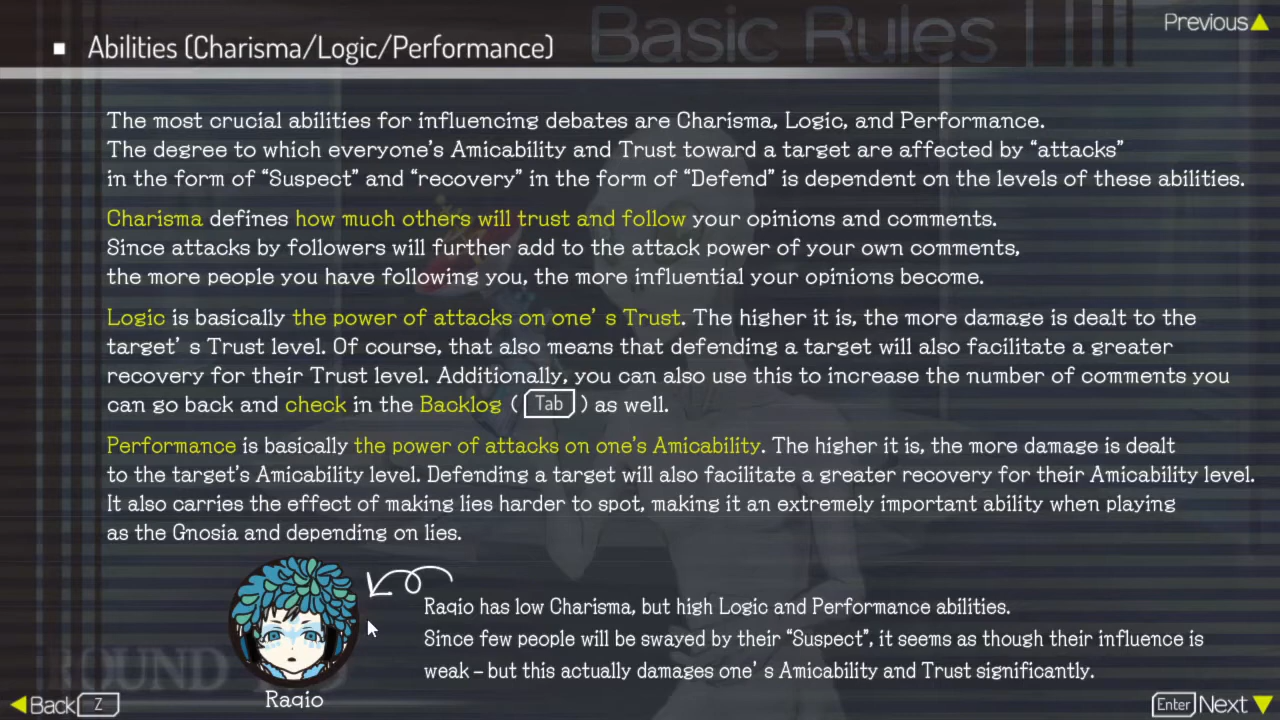 Basic Rules
Previous
Abilities (Charisma/Logic/Performance)
The most crucial abilities for influencing debates are Charisma, Logic, and Performance.
The degree to which everyone's Amicability and Trust toward a target are affected by “attacks”
in the form of “Suspect” and “recovery” in the form of “Defend” is dependent on the levels of these abilities.
Charisma defines how much others will trust and follow your opinions and comments.
Since attacks by followers will further add to the attack power of your own comments,
the more people you have following you, the more influential your opinions become.
Logic is basically the power of attacks on one’ s Trust. The higher it is, the more damage is dealt to the
target’ s Trust level. Of course, that also means that defending a target will also facilitate a greater
recovery for their Trust level. Additionally, you can also use this to increase the number of comments you
can go back and check in the Backlog ( Tab ) as well.
Performance is basically the power of attacks on one's Amicability. The higher it is, the more damage is dealt
to the target's Amicability level. Defending a target will also facilitate a greater recovery for their Amicability level.
It also carries the effect of making lies harder to spot, making it an extremely important ability when playing
as the Gnosia and depending on lies.
Raqio has low Charisma, but high Logic and Performance abilities.
Since few people will be swayed by their “Suspect”, it seems as though their influence is
weak – but this actually damages one’ s Amicability and Trust significantly.
ROUND
Raqio
Back Z
Enter Next